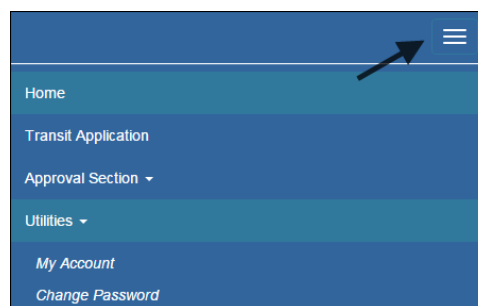 Home
Transit Application
Approval Section
Utilities
My Account
Change Password